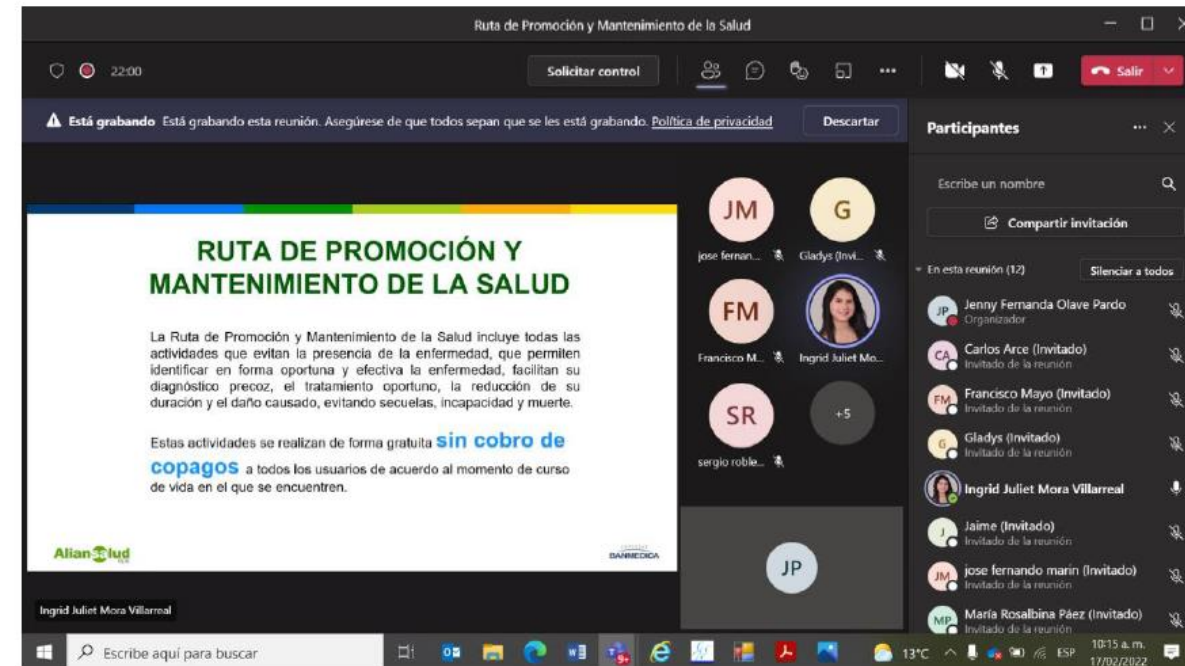 Ruta de Promoción y Mantenimiento de la Salud
22:00
Solicitar control
Salir
Está grabando Está grabando esta reunión. Asegúrese de que todos sepan que se les está grabando. Política de privacidad
Descartar
RUTA DE PROMOCIÓN Y
MANTENIMIENTO DE LA SALUD
La Ruta de Promoción y Mantenimiento de la Salud incluye todas las
actividades que evitan la presencia de la enfermedad, que permiten
identificar en forma oportuna y efectiva la enfermedad, facilitan su
diagnóstico precoz, el tratamiento oportuno, la reducción de su
duración y el daño causado, evitando secuelas, incapacidad y muerte.
Estas actividades se realizan de forma gratuita sin cobro de
copagos a todos los usuarios de acuerdo al momento de curso
de vida en el que se encuentren.
Aliansalud
BANMEDICA
Ingrid Juliet Mora Villarreal
JM
G
jose fernan...
Gladys (Invi...
FM
Francisco M...
Ingrid Juliet Mo...
SR
+5
sergio roble...
JP
Participantes
Escribe un nombre
Compartir invitación
En esta reunión (12)
Silenciar a todos
JP
Jenny Fernanda Olave Pardo
Organizador
CA
Carlos Arce (Invitado)
Invitado de la reunión
FM
Francisco Mayo (Invitado)
Invitado de la reunión
G
Gladys (Invitado)
Invitado de la reunión
Ingrid Juliet Mora Villarreal
J
Jaime (Invitado)
Invitado de la reunión
JM
jose fernando marin (Invitado)
Invitado de la reunión
MP
María Rosalbina Páez (Invitado)
Invitado de la reunión
Escribe aquí para buscar
13°C
ESP
10:15 a. m.
17/02/2022